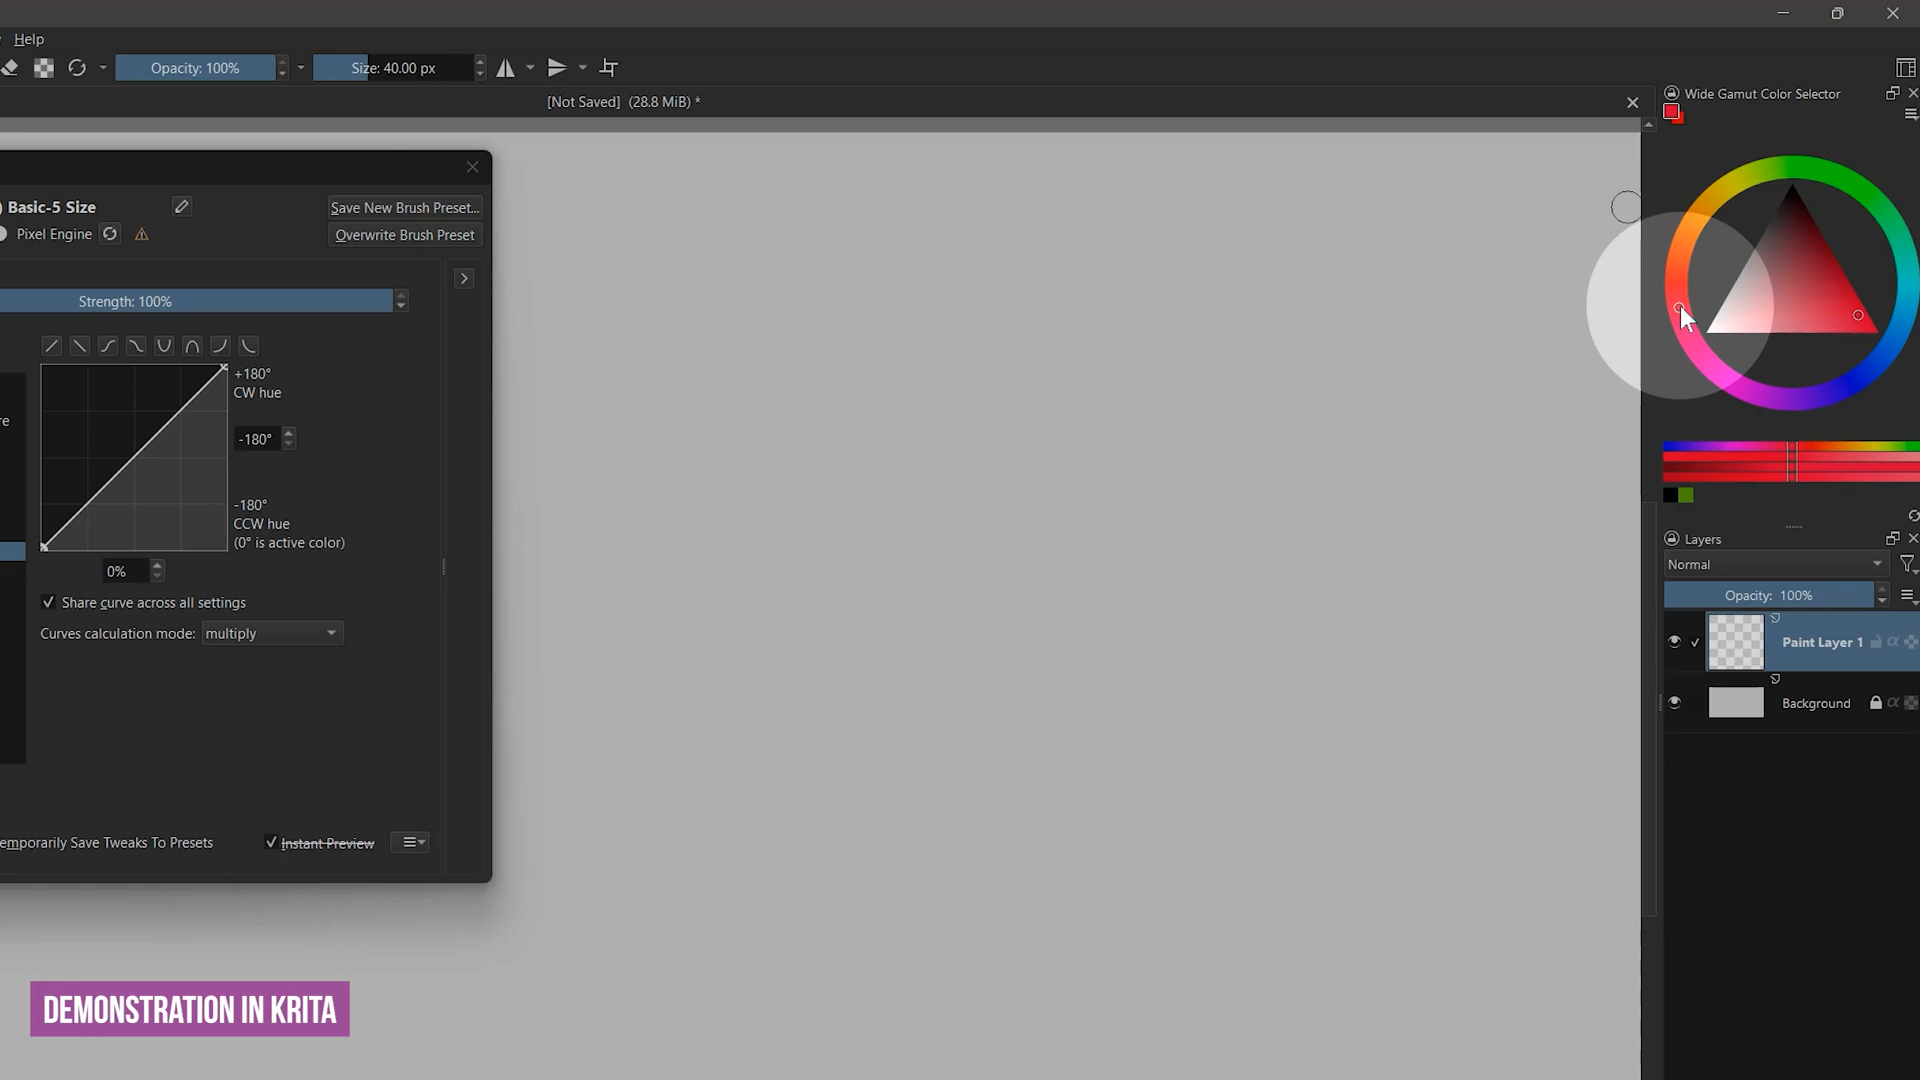 Help
Opacity: 100%
Size: 40.00 px
[Not Saved] (28.8 MiB) *
Wide Gamut Color Selector
) Basic-5 Size
Save New Brush Preset...
Pixel Engine
Overwrite Brush Preset
Strength: 100%
+180°
CW hue
re
-180°
-180°
CCW hue
(0° is active color)
0%
Share curve across all settings
Curves calculation mode: multiply
emporarily Save Tweaks To Presets
Instant Preview
Layers
Normal
Opacity: 100%
Paint Layer 1
Background
DEMONSTRATION IN KRITA